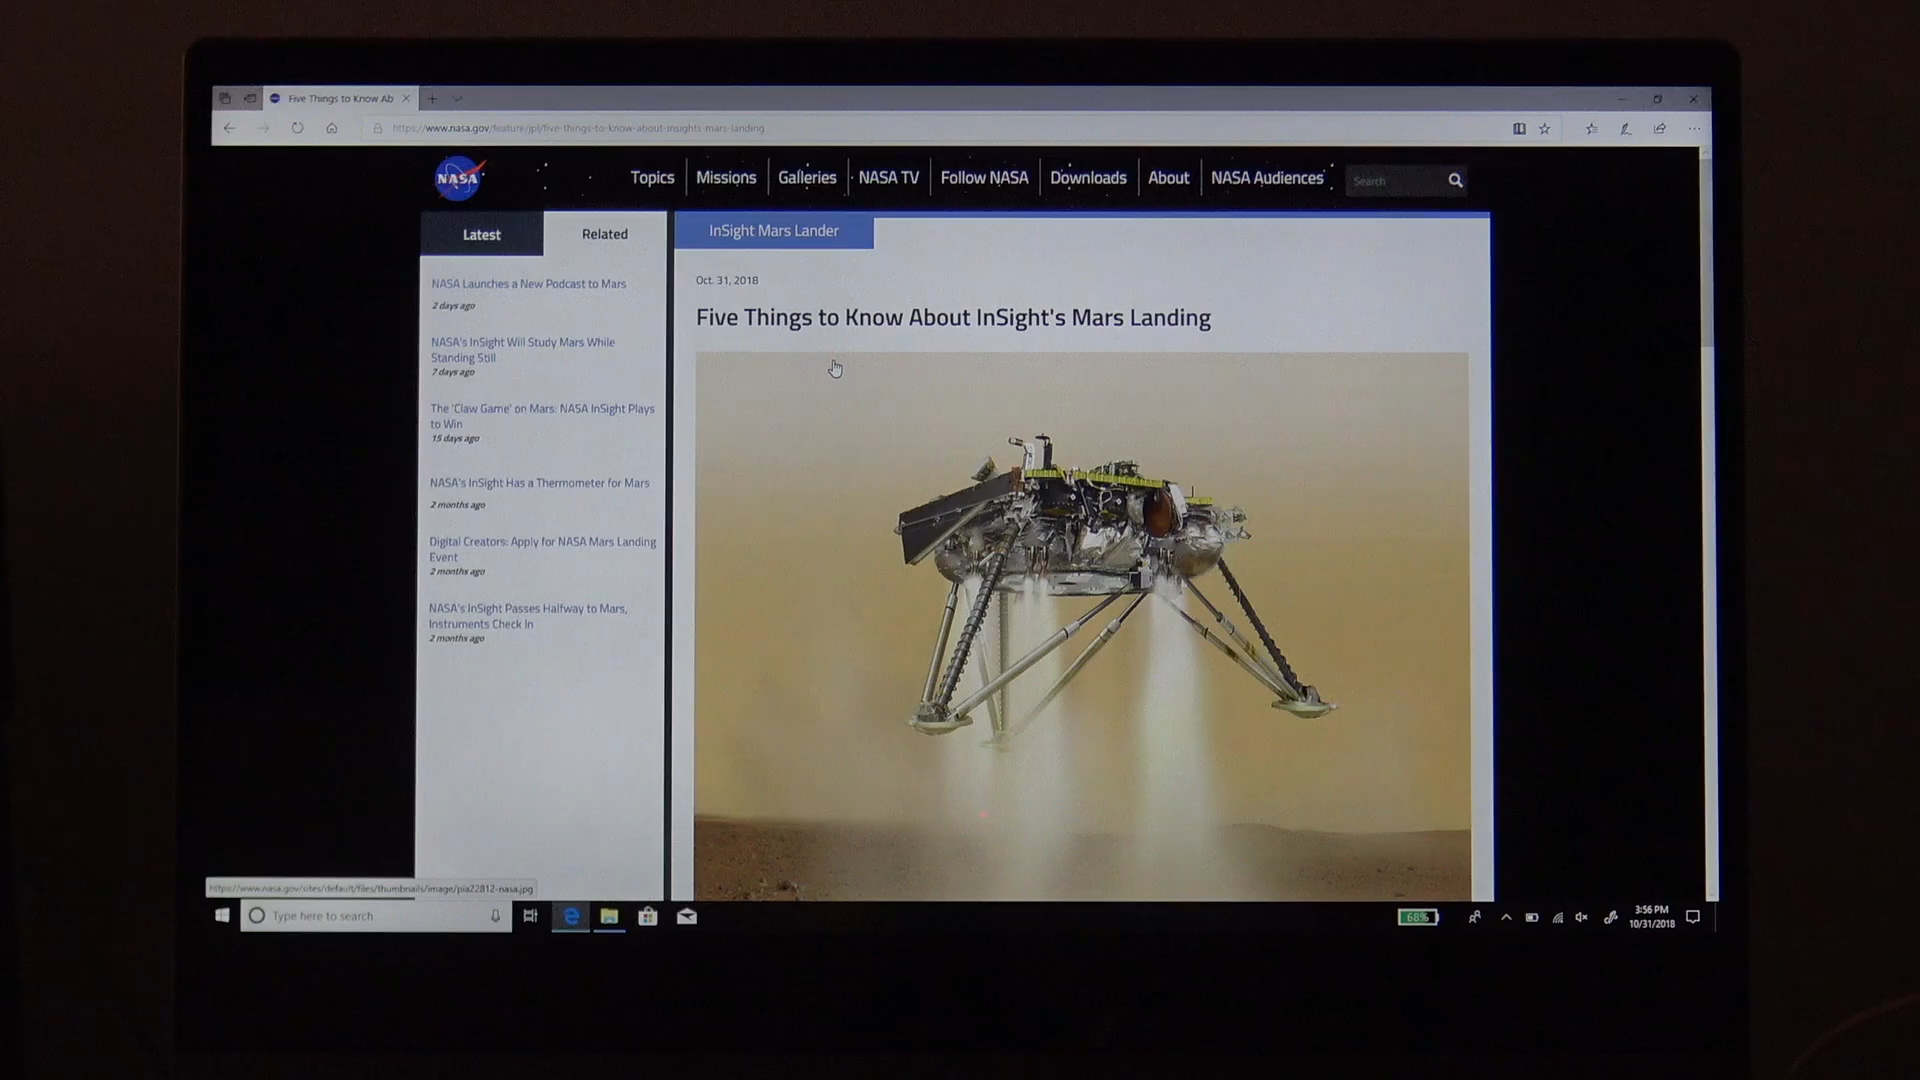 Five Things to Know Ab
https://www.nasa.gov/feature/jpl/five-things-to-know-about-insights-mars-landing
NASA
Topics
Missions
Galleries
NASA TV
Follow NASA
Downloads
About
NASA Audiences
Search
Latest
Related
NASA Launches a New Podcast to Mars
2 days ago
NASA's InSight Will Study Mars While
Standing Still
7 days ago
The 'Claw Game' on Mars: NASA InSight Plays
to Win
15 days ago
NASA's InSight Has a Thermometer for Mars
2 months ago
Digital Creators: Apply for NASA Mars Landing
Event
2 months ago
NASA's InSight Passes Halfway to Mars,
Instruments Check In
2 months ago
InSight Mars Lander
Oct. 31, 2018
Five Things to Know About InSight's Mars Landing
https://www.nasa.gov/sites/default/files/thumbnails/image/pia22812-nasa.jpg
Type here to search
68%
3:56 PM
10/31/2018